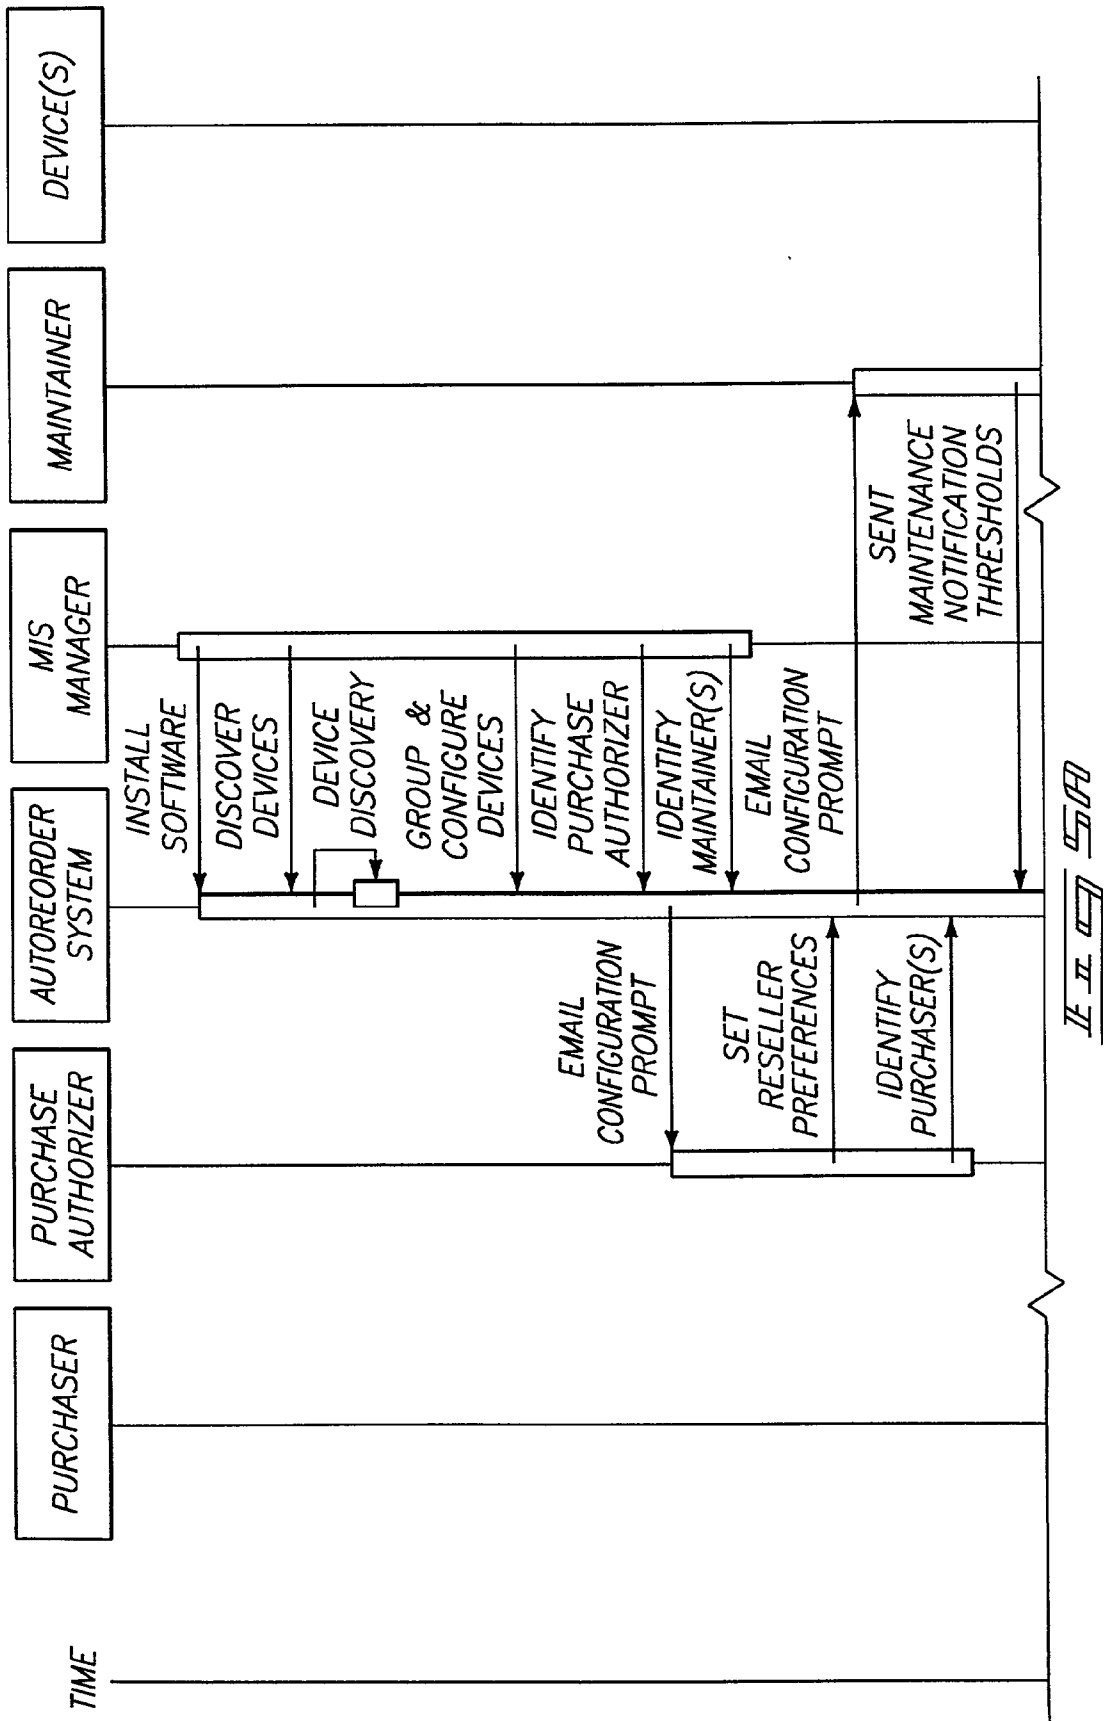 TIME
PURCHASER
PURCHASE
AUTHORIZER
AUTOREORDER
SYSTEM
MIS
MANAGER
MAINTAINER
DEVICE(S)
INSTALL
SOFTWARE
DISCOVER
DEVICES
DEVICE
DISCOVERY
GROUP &
CONFIGURE
DEVICES
IDENTIFY
PURCHASE
AUTHORIZER
EMAIL
CONFIGURATION
PROMPT
IDENTIFY
MAINTAINER(S)
SET
RESELLER
PREFERENCES
EMAIL
CONFIGURATION
PROMPT
IDENTIFY
PURCHASER(S)
SENT
MAINTENANCE
NOTIFICATION
THRESHOLDS
FIG 5A